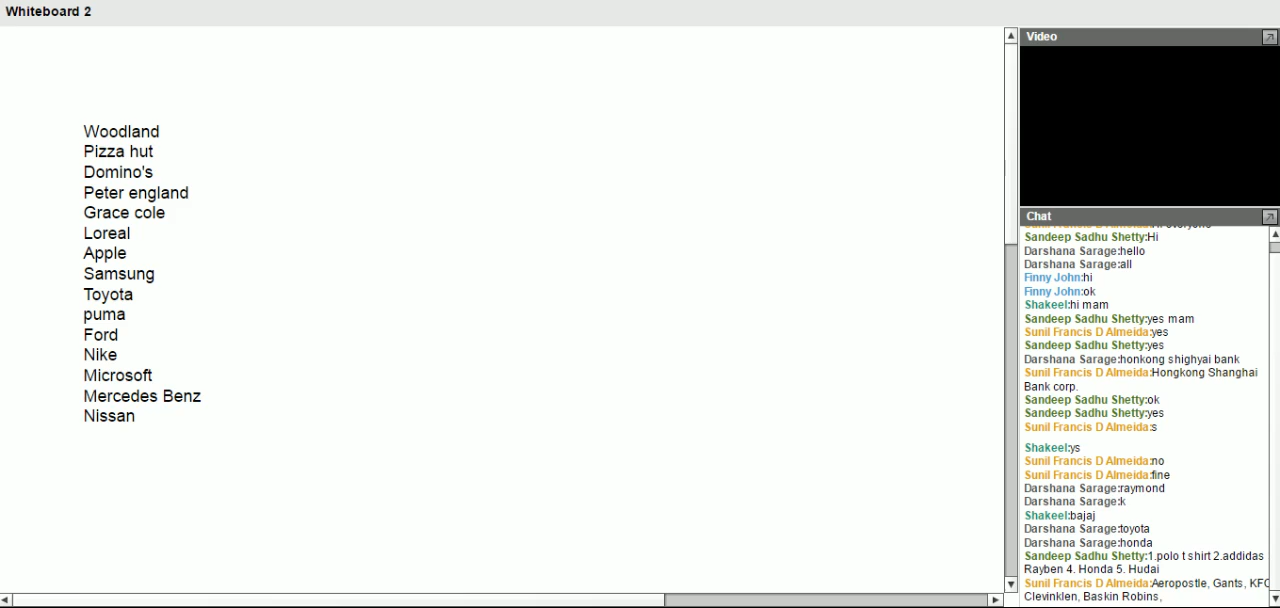 Whiteboard 2
Woodland
Pizza hut
Domino's
Peter england
Grace cole
Loreal
Apple
Samsung
Toyota
puma
Ford
Nike
Microsoft
Mercedes Benz
Nissan
Video
Chat
Sandeep Sadhu Shetty:Hi
Darshana Sarage:hello
Darshana Sarage:all
Finny John:hi
Finny John:ok
Shakeel:hi mam
Sandeep Sadhu Shetty:yes mam
Sunil Francis D Almeida:yes
Sandeep Sadhu Shetty:yes
Darshana Sarage:honkong shighyai bank
Sunil Francis D Almeida:Hongkong Shanghai
Bank corp.
Sandeep Sadhu Shetty:ok
Sandeep Sadhu Shetty:yes
Sunil Francis D Almeida:s
Shakeel:ys
Sunil Francis D Almeida:no
Sunil Francis D Almeida:fine
Darshana Sarage:raymond
Darshana Sarage:k
Shakeel:bajaj
Darshana Sarage:toyota
Darshana Sarage:honda
Sandeep Sadhu Shetty:1.polo t shirt 2.addidas
Rayben 4. Honda 5. Hudai
Sunil Francis D Almeida:Aeropostle, Gants, KFC
Clevinklen, Baskin Robins,